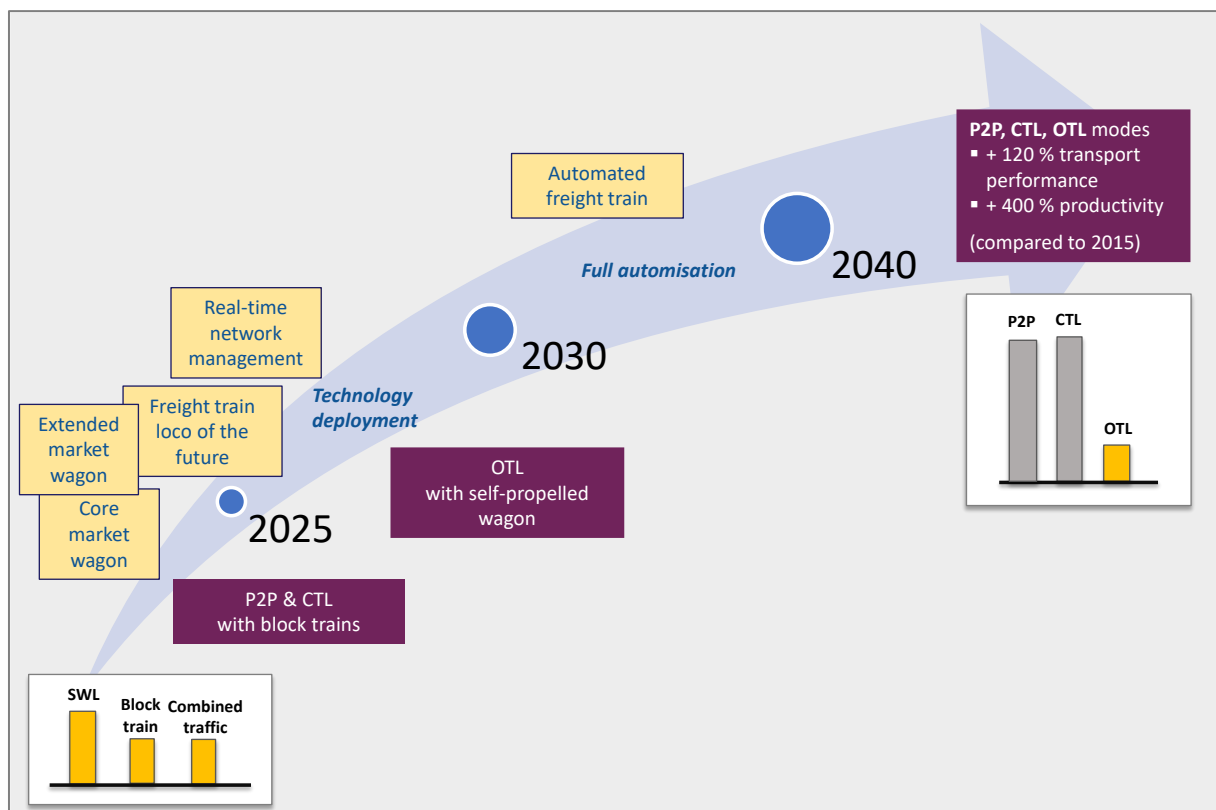 P2P, CTL, OTL modes
▪ + 120 % transport
performance
▪ + 400 % productivity
(compared to 2015)
Automated
freight train
2040
Full automisation
Real-time
network
management
2030
P2P
CTL
OTL
Technology
deployment
Freight train
loco of the
future
Extended
market
wagon
Core
market
wagon
OTL
with self-propelled
wagon
2025
P2P & CTL
with block trains
SWL
Block
train
Combined
traffic